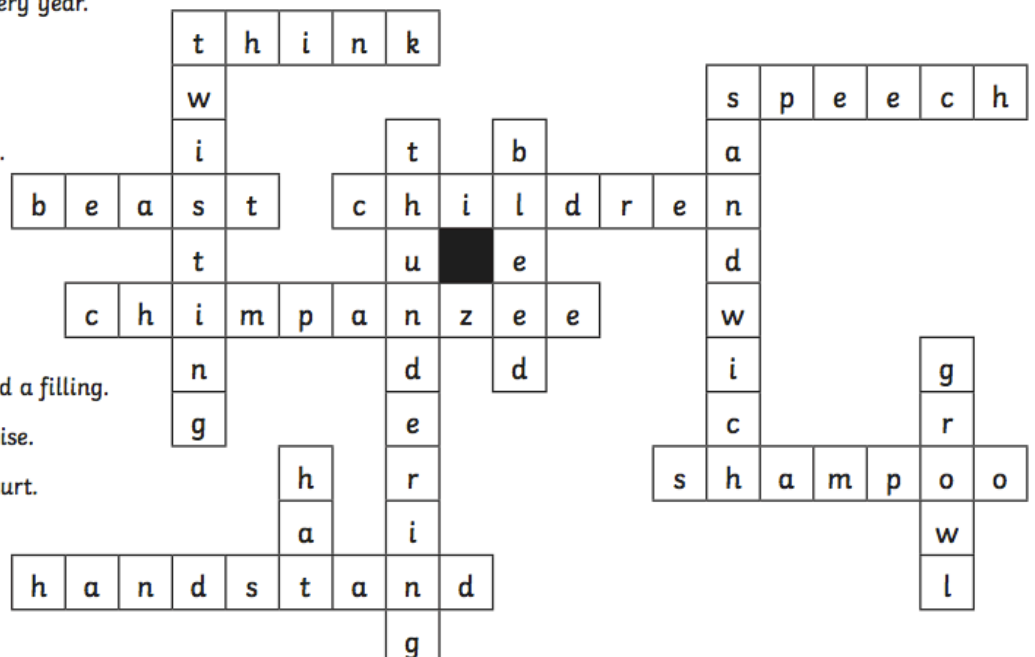 ery year.
t h i n k
w s p e e c h
. i t b a
b e a s t c h i l d r e n
t u e d
c h i m p a n z e e w
n d d i g
d a filling.
g e c r
ise.
h r s h a m p o o
urt.
a i w
h a n d s t a n d l
g